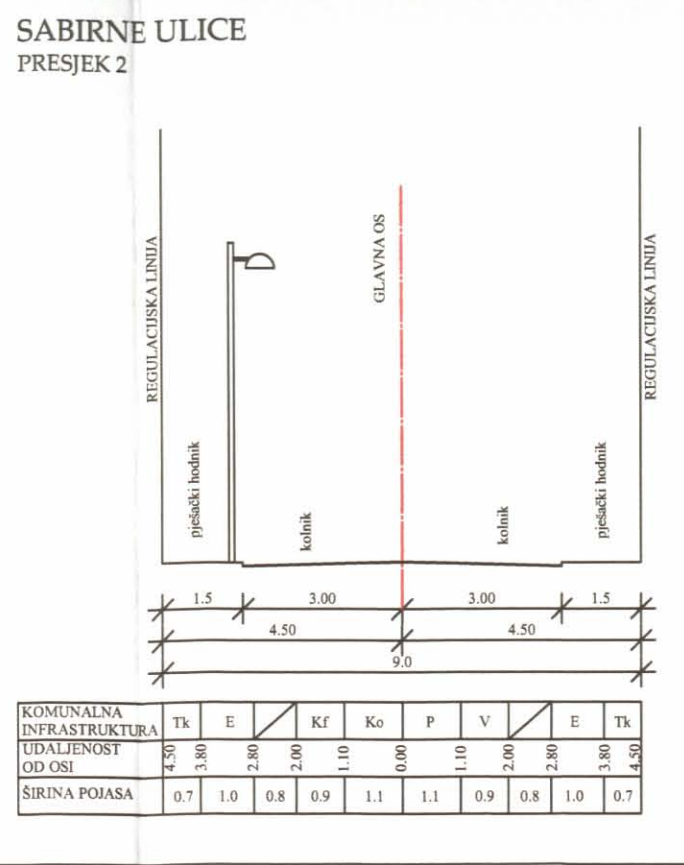 SABIRNE ULICE
PRESJEK 2
REGULACIJSKA LINIJA
GLAVNA OS
REGULACIJSKA LINIJA
pješački hodnik
kolnik
kolnik
pješački hodnik
1.5 3.00 3.00 1.5
4.50 4.50
9.0
KOMUNALNA INFRASTRUKTURA Tk E Kf Ko P V E Tk
UDALJENOST OD OSI 4.50 3.80 2.80 2.00 1.10 0.00 1.10 2.00 2.80 3.80 4.50
ŠIRINA POJASA 0.7 1.0 0.8 0.9 1.1 1.1 0.9 0.8 1.0 0.7